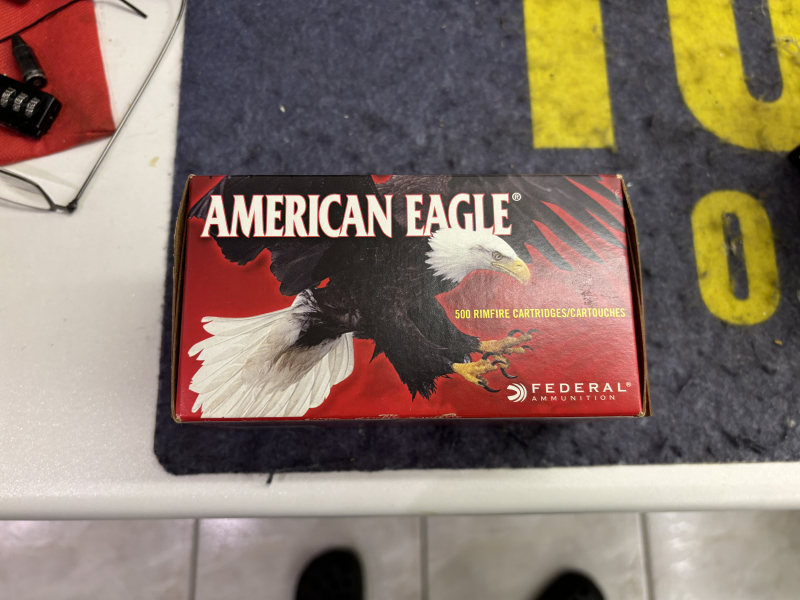 AMERICAN EAGLE®
500 RIMFIRE CARTRIDGES/CARTOUCHES
FEDERAL®
AMMUNITION